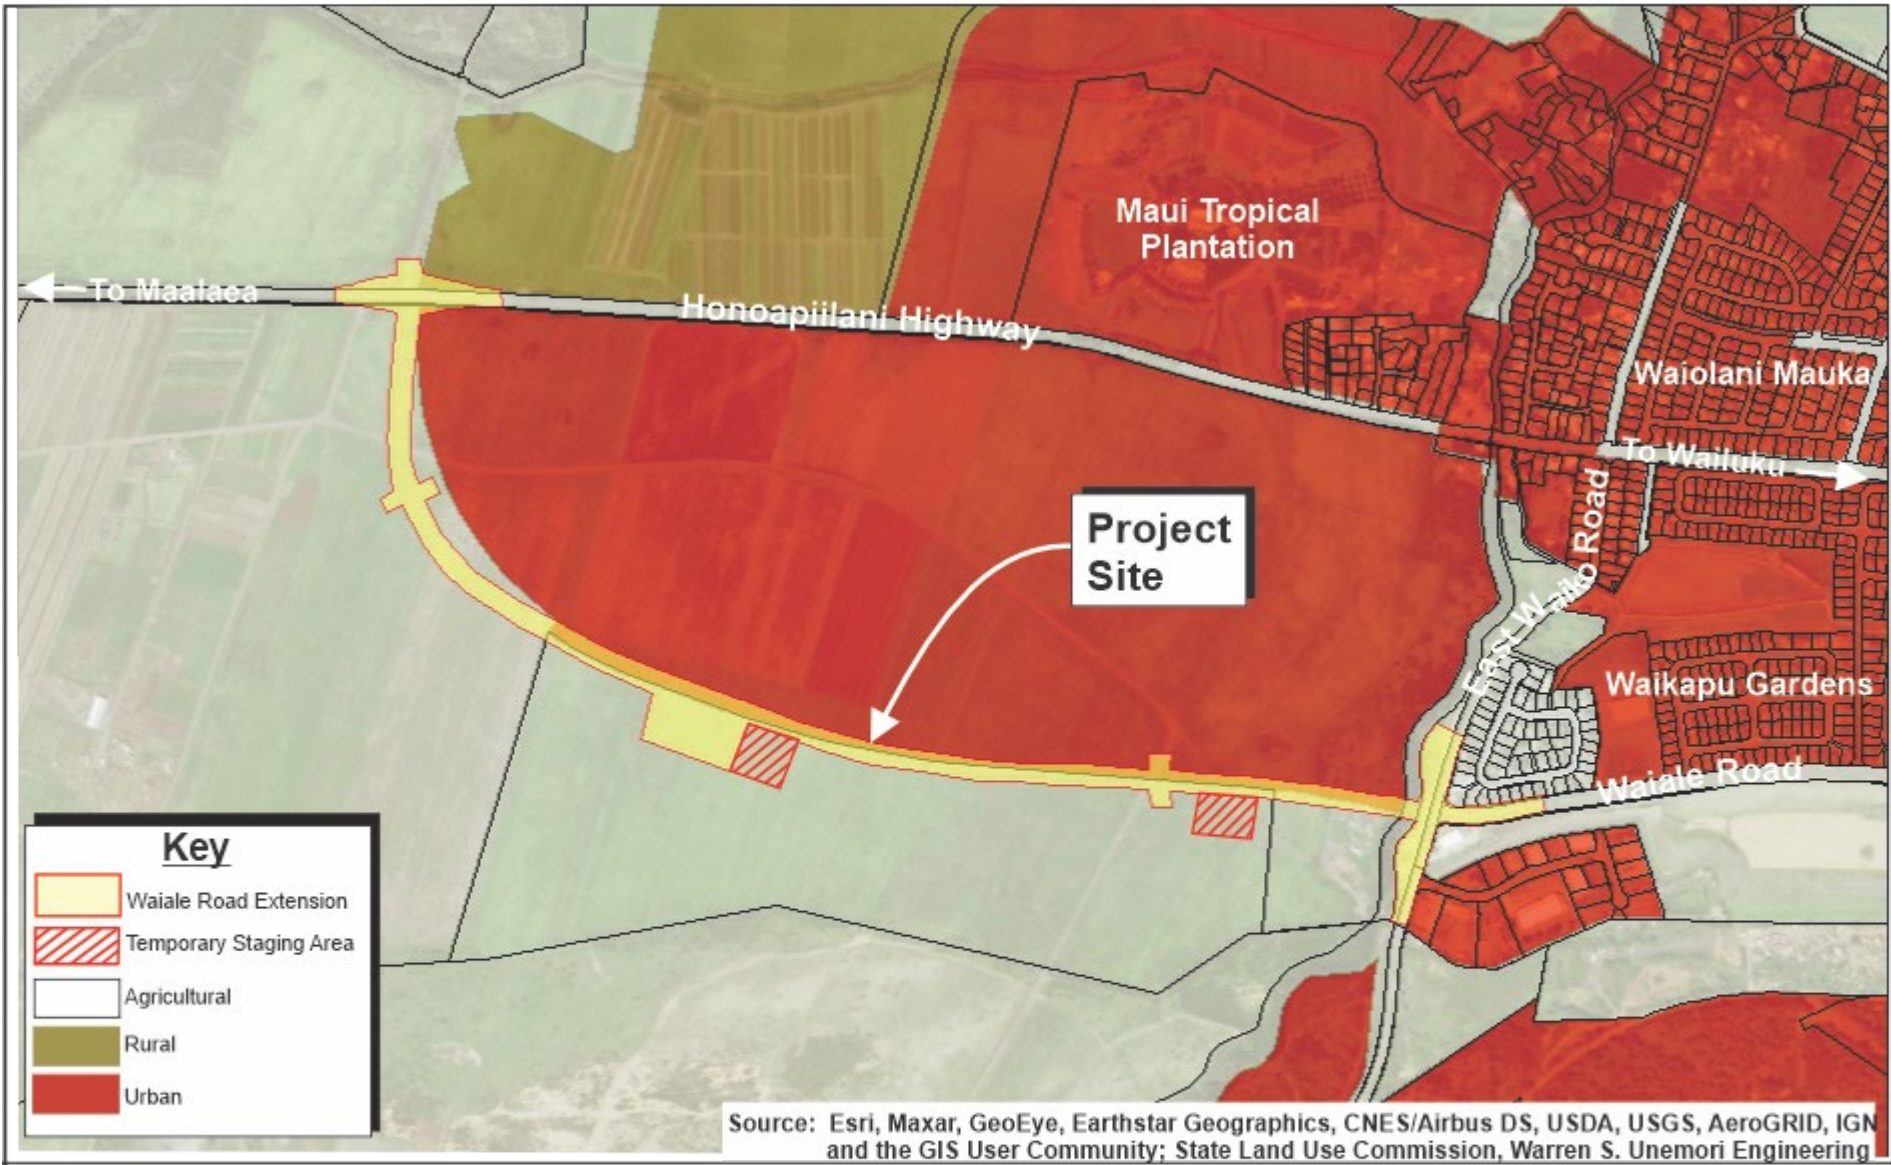 Maui Tropical
Plantation
To Maalaea
Honoapiilani Highway
Waiolani Mauka
To Wailuku
East Waiko Road
Project
Site
Waikapu Gardens
Waiale Road
Key
Waiale Road Extension
Temporary Staging Area
Agricultural
Rural
Urban
Source: Esri, Maxar, GeoEye, Earthstar Geographics, CNES/Airbus DS, USDA, USGS, AeroGRID, IGN
and the GIS User Community; State Land Use Commission, Warren S. Unemori Engineering